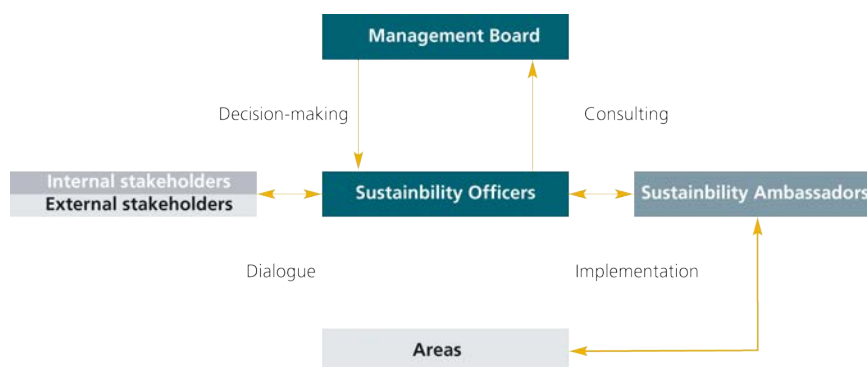 Management Board
Decision-making
Consulting
Internal stakeholders
External stakeholders
Sustainbility Officers
Sustainbility Ambassadors
Dialogue
Implementation
Areas